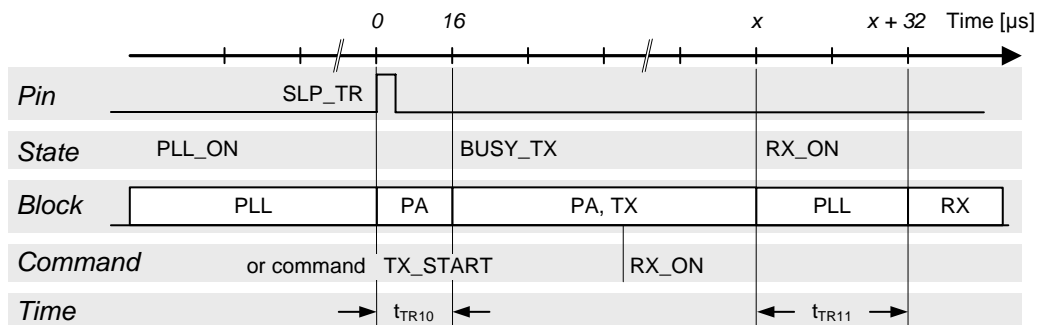 0 16 x x + 32 Time [µs]
Pin SLP_TR
State PLL_ON BUSY_TX RX_ON
Block PLL PA PA, TX PLL RX
Command or command TX_START RX_ON
Time tTR10 tTR11